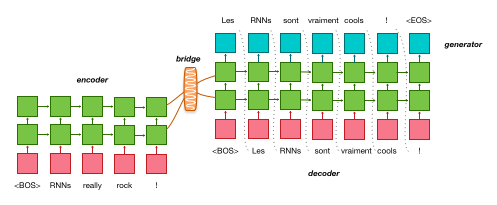 Les RNNs sont vraiment cools ! <EOS>
generator
bridge
encoder
<BOS> Les RNNs sont vraiment cools !
decoder
<BOS> RNNs really rock !